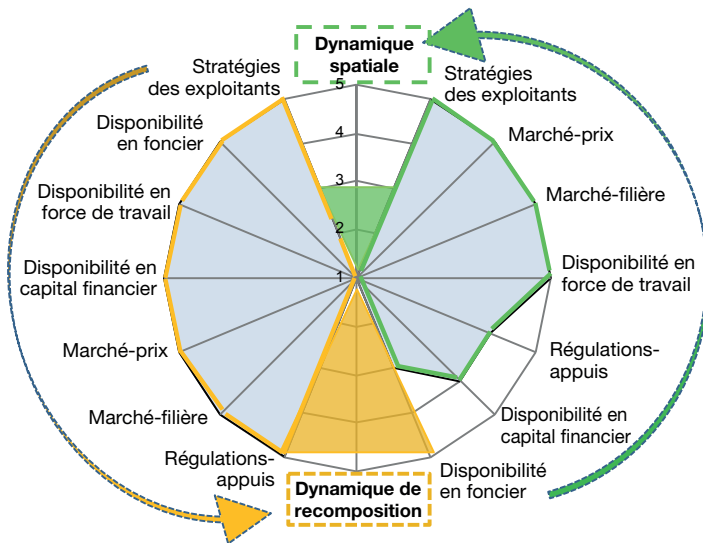 Dynamique
spatiale
Stratégies
des exploitants
Disponibilité
en foncier
Disponibilité en
force de travail
Disponibilité en
capital financier
Marché-prix
Marché-filière
Régulations-
appuis
5
4
3
2
1
Stratégies
des exploitants
Marché-prix
Marché-filière
Disponibilité en
force de travail
Régulations-
appuis
Disponibilité en
capital financier
Disponibilité
en foncier
Dynamique de
recomposition